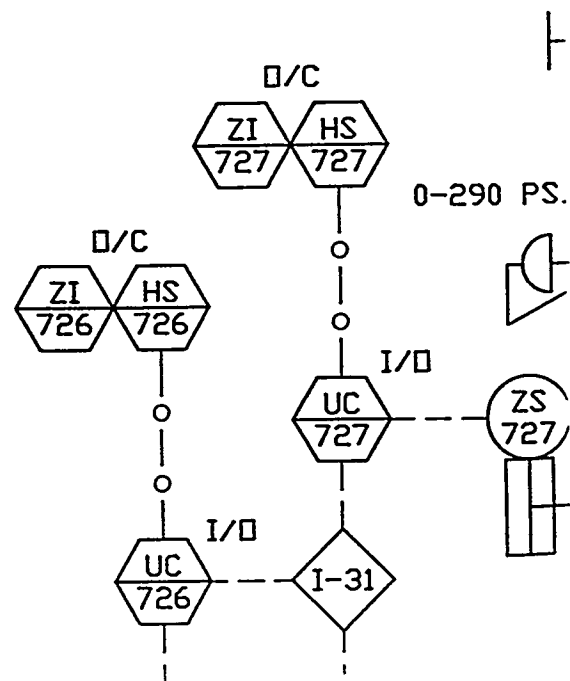 O/C
ZI HS
727 727
0-290 PS.
O/C
ZI HS
726 726
I/O
UC
727
ZS
727
I/O
UC
726
I-31